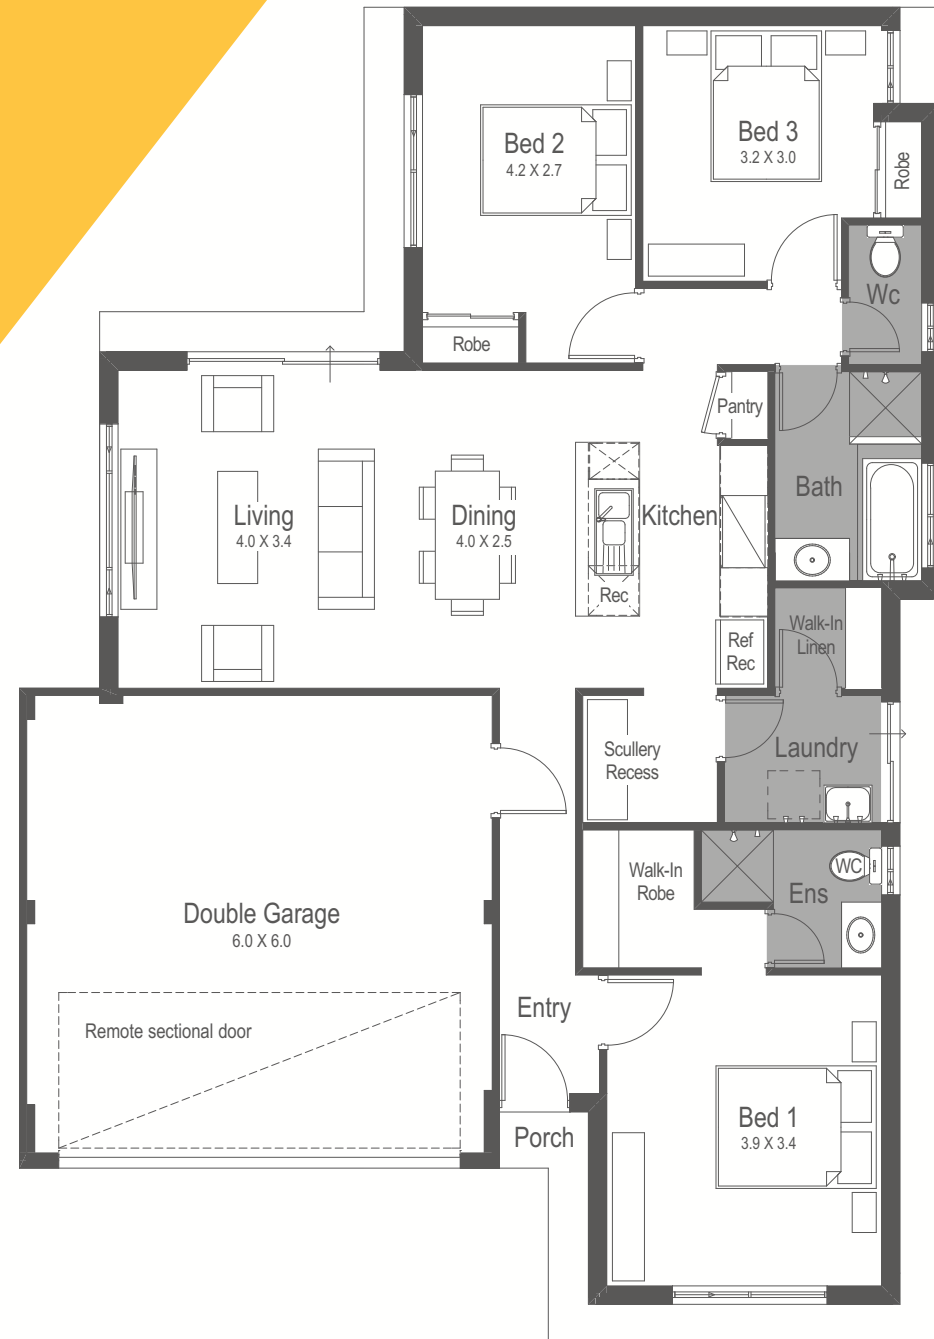 Bed 2
4.2 X 2.7
Bed 3
3.2 X 3.0
Robe
Wc
Robe
Pantry
Living
4.0 X 3.4
Dining
4.0 X 2.5
Kitchen
Bath
Rec
Ref
Rec
Walk-In
Linen
Scullery
Recess
Laundry
Walk-In
Robe
WC
Ens
Double Garage
6.0 X 6.0
Entry
Remote sectional door
Porch
Bed 1
3.9 X 3.4